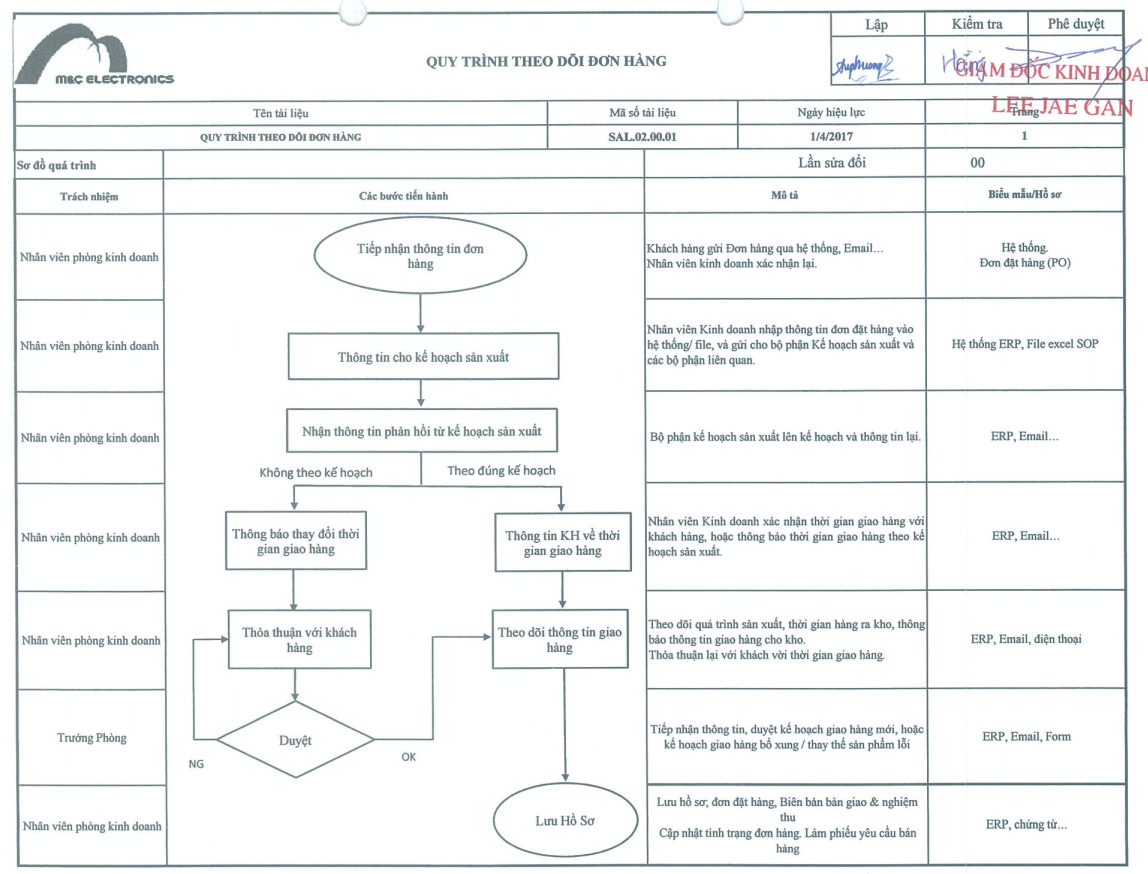 Lập
Kiểm tra
Phê duyệt
M&C ELECTRONICS
QUY TRÌNH THEO DÕI ĐƠN HÀNG
GIÁM ĐỐC KINH DOAN
LEE JAE GAN
Tên tài liệu
Mã số tài liệu
Ngày hiệu lực
Trang
QUY TRÌNH THEO DÕI ĐƠN HÀNG
SAL.02.00.01
1/4/2017
1
Sơ đồ quá trình
Lần sửa đổi
00
Trách nhiệm
Các bước tiến hành
Mô tả
Biểu mẫu/Hồ sơ
Nhân viên phòng kinh doanh
Tiếp nhận thông tin đơn
hàng
Khách hàng gửi Đơn hàng qua hệ thống, Email...
Nhân viên kinh doanh xác nhận lại.
Hệ thống.
Đơn đặt hàng (PO)
Nhân viên phòng kinh doanh
Thông tin cho kế hoạch sản xuất
Nhân viên Kinh doanh nhập thông tin đơn đặt hàng vào
hệ thống/ file, và gửi cho bộ phận Kế hoạch sản xuất và
các bộ phận liên quan.
Hệ thống ERP, File excel SOP
Nhân viên phòng kinh doanh
Nhận thông tin phản hồi từ kế hoạch sản xuất
Bộ phận kế hoạch sản xuất lên kế hoạch và thông tin lại.
ERP, Email...
Không theo kế hoạch
Theo đúng kế hoạch
Nhân viên phòng kinh doanh
Thông báo thay đổi thời
gian giao hàng
Thông tin KH về thời
gian giao hàng
Nhân viên Kinh doanh xác nhận thời gian giao hàng với
khách hàng, hoặc thông báo thời gian giao hàng theo kế
hoạch sản xuất.
ERP, Email...
Nhân viên phòng kinh doanh
Thỏa thuận với khách
hàng
Theo dõi thông tin giao
hàng
Theo dõi quá trình sản xuất, thời gian hàng ra kho, thông
báo thông tin giao hàng cho kho.
Thỏa thuận lại với khách vời thời gian giao hàng.
ERP, Email, điện thoại
Trưởng Phòng
Duyệt
NG
OK
Tiếp nhận thông tin, duyệt kế hoạch giao hàng mới, hoặc
kế hoạch giao hàng bổ xung / thay thế sản phẩm lỗi
ERP, Email, Form
Nhân viên phòng kinh doanh
Lưu Hồ Sơ
Lưu hồ sơ; đơn đặt hàng, Biên bản bàn giao & nghiệm
thu
Cập nhật tình trạng đơn hàng. Làm phiếu yêu cầu bán
hàng
ERP, chứng từ...